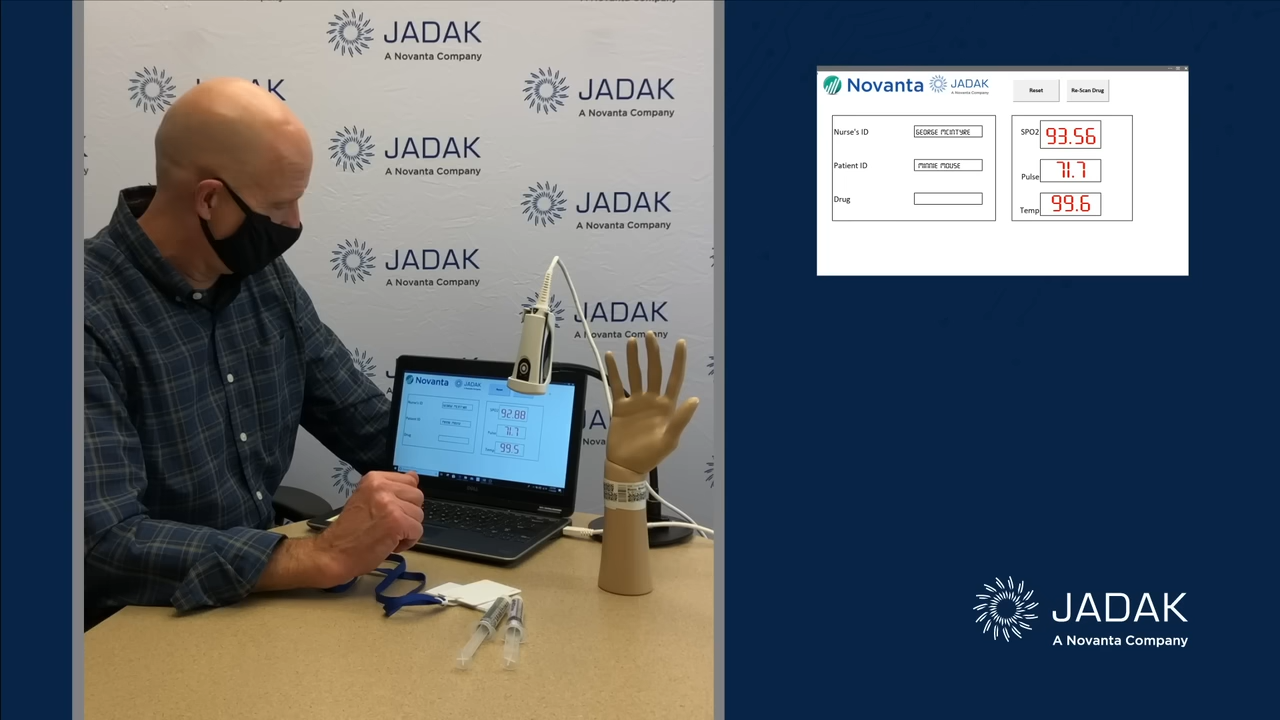 JADAK
A Novanta Company
JADAK
A Novanta Company
JADAK
A Novanta Company
JADAK
A Novanta Company
JADAK
A Novanta Company
JADAK
A Novanta Company
Novanta
JADAK
92.88
71.7
99.5
Novanta JADAK
A Novanta Company
Reset
Re-Scan Drug
Nurse's ID
GEORGE MCINTYRE
Patient ID
MINNIE MOUSE
Drug
SPO2
93.56
Pulse
71.7
Temp
99.6
JADAK
A Novanta Company